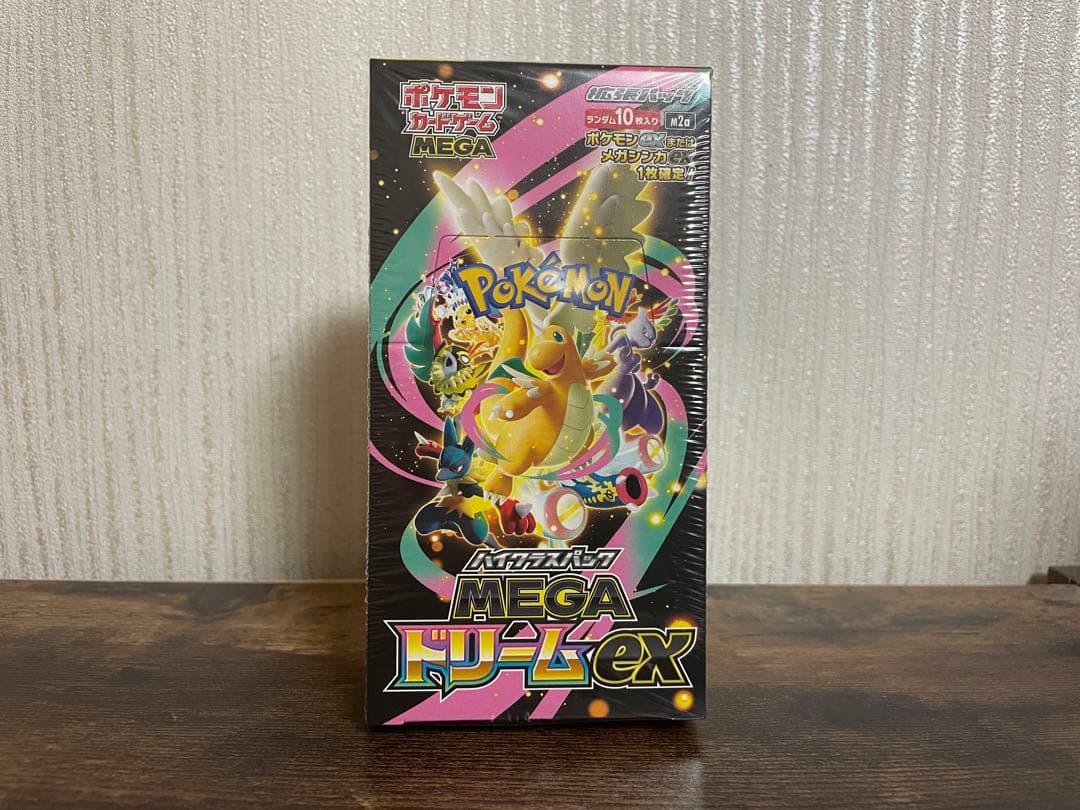 ポケモン
カードゲーム
MEGA
拡張パック
ランダム10枚入り M2a
ポケモンexまたは
メガシンカex
1枚確定!!
POKéMON
ハイクラスパック
MEGA
ドリームex